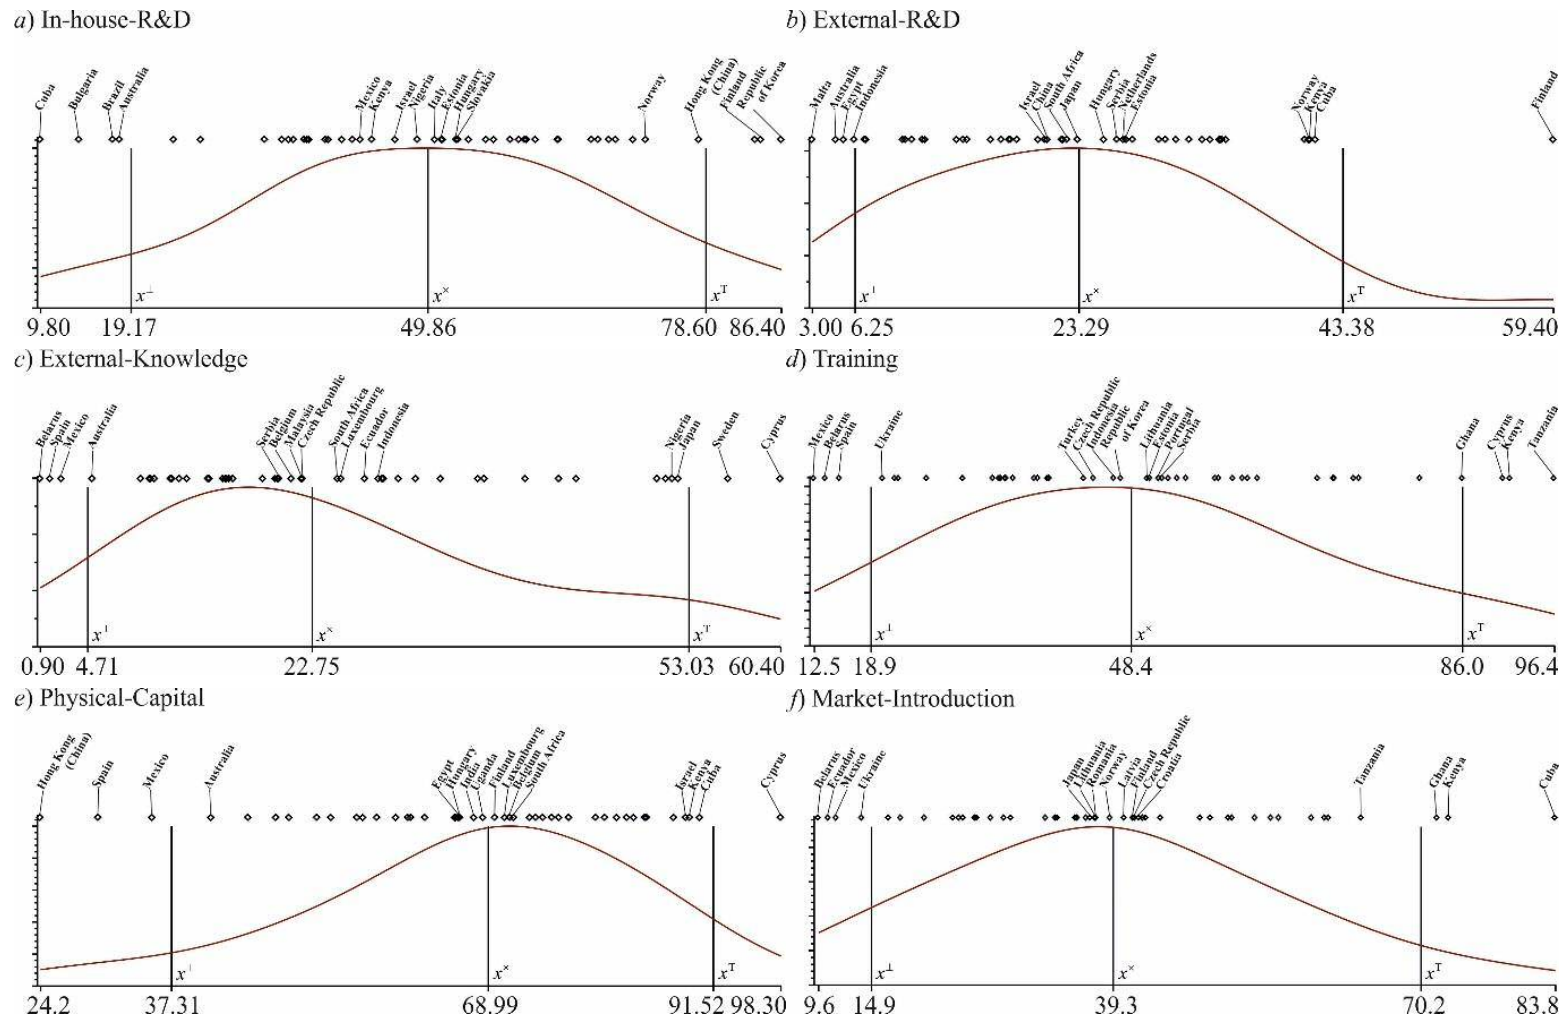 a) In-house-R&D
Cuba
Bulgaria
Brazil
Australia
Mexico
Kenya
Israel
Nigeria
Italy
Estonia
Hungary
Slovakia
Norway
Hong Kong
(China)
Finland
Republic
of Korea
x⊥
x×
xT
9.80 19.17 49.86 78.60 86.40
b) External-R&D
Malta
Australia
Egypt
Indonesia
Israel
China
South Africa
Japan
Hungary
Serbia
Netherlands
Estonia
Norway
Kenya
Cuba
Finland
x⊥
x×
xT
3.00 6.25 23.29 43.38 59.40
c) External-Knowledge
Belarus
Spain
Mexico
Australia
Serbia
Belgium
Malaysia
Czech Republic
South Africa
Luxembourg
Ecuador
Indonesia
Nigeria
Japan
Sweden
Cyprus
x⊥
x×
xT
0.90 4.71 22.75 53.03 60.40
d) Training
Mexico
Belarus
Spain
Ukraine
Turkey
Czech Republic
Indonesia
Republic
of Korea
Lithuania
Estonia
Portugal
Serbia
Ghana
Cyprus
Kenya
Tanzania
x⊥
x×
xT
12.5 18.9 48.4 86.0 96.4
e) Physical-Capital
Hong Kong
(China)
Spain
Mexico
Australia
Egypt
Hungary
India
Uganda
Finland
Luxembourg
Belgium
South Africa
Israel
Kenya
Cuba
Cyprus
x⊥
x×
xT
24.2 37.31 68.99 91.52 98.30
f) Market-Introduction
Belarus
Ecuador
Mexico
Ukraine
Japan
Lithuania
Romania
Norway
Latvia
Finland
Czech Republic
Croatia
Tanzania
Ghana
Kenya
Cuba
x⊥
x×
xT
9.6 14.9 39.3 70.2 83.8